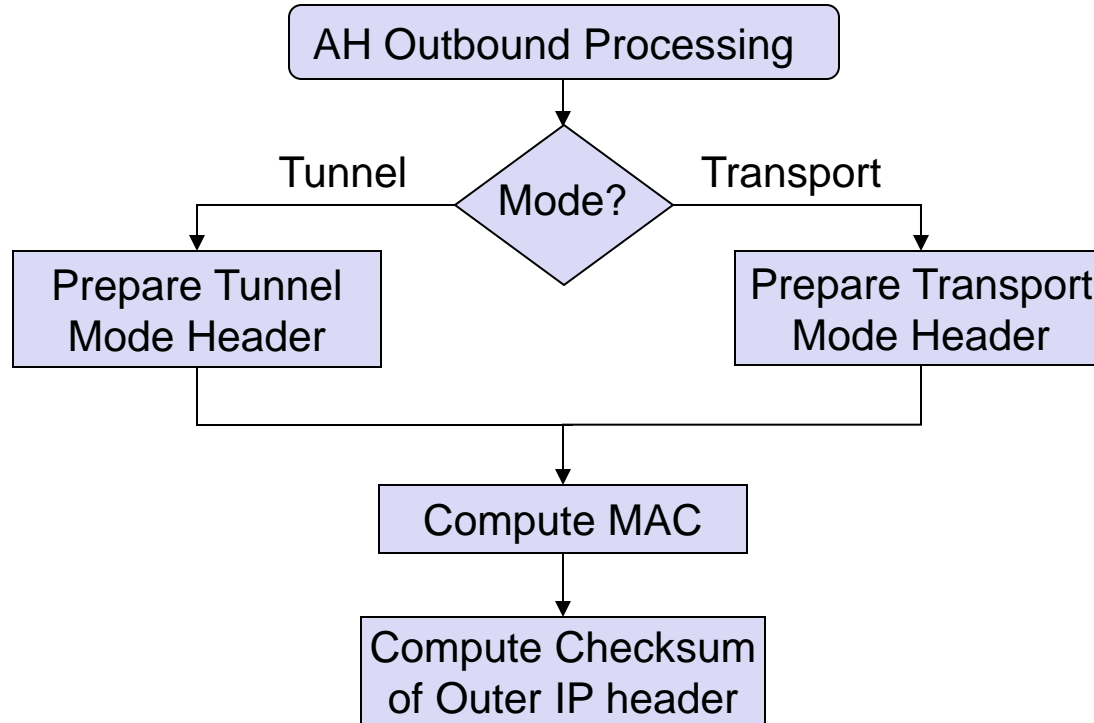 AH Outbound Processing
Tunnel
Mode?
Transport
Prepare Tunnel
Mode Header
Prepare Transport
Mode Header
Compute MAC
Compute Checksum
of Outer IP header